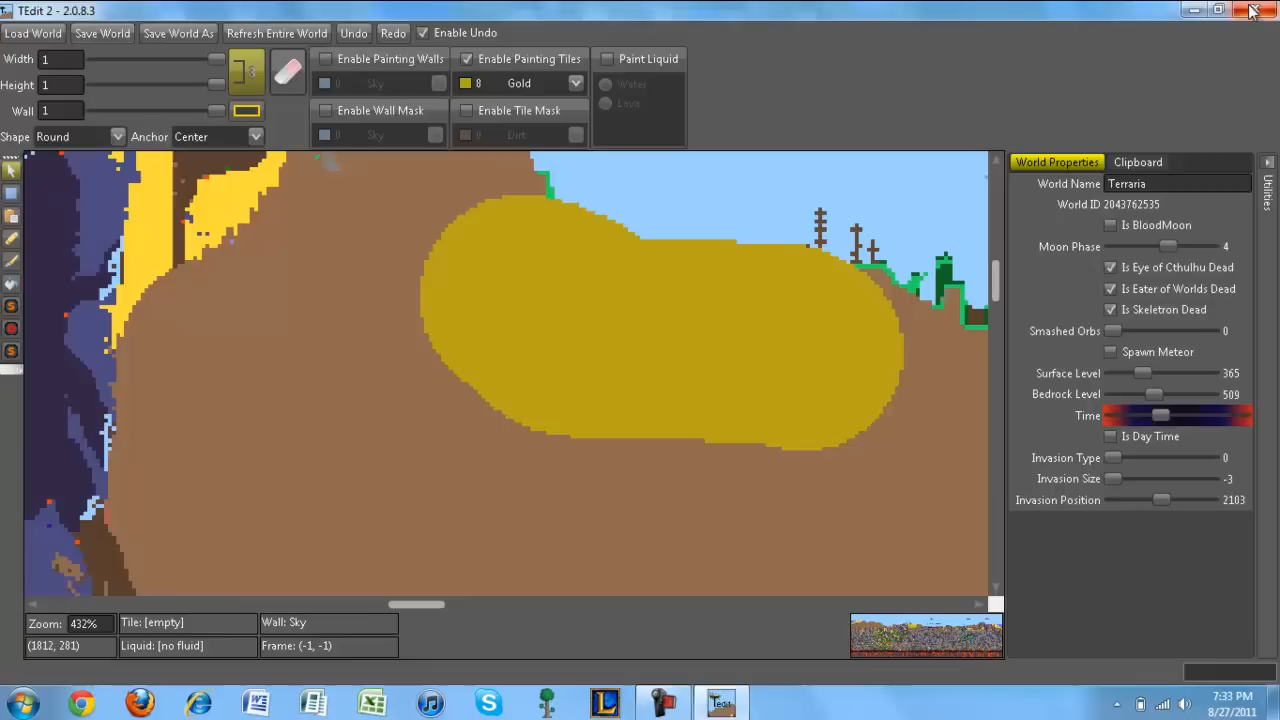 TEdit 2 - 2.0.8.3
Load World Save World Save World As Refresh Entire World Undo Redo Enable Undo
Width 1 Enable Painting Walls Enable Painting Tiles Paint Liquid
Height 1 0 Sky 8 Gold Water
Lava
Wall 1 Enable Wall Mask Enable Tile Mask
Shape Round Anchor Center 0 Sky 0 Dirt
World Properties Clipboard
World Name Terraria
World ID 2043762535
Is BloodMoon
Moon Phase 4
Is Eye of Cthulhu Dead
Is Eater of Worlds Dead
Is Skeletron Dead
Smashed Orbs 0
Spawn Meteor
Surface Level 365
Bedrock Level 509
Time
Is Day Time
Invasion Type 0
Invasion Size -3
Invasion Position 2103
Utilities
Zoom: 432% Tile: [empty] Wall: Sky
(1812, 281) Liquid: [no fluid] Frame: (-1, -1)
7:33 PM
8/27/2011